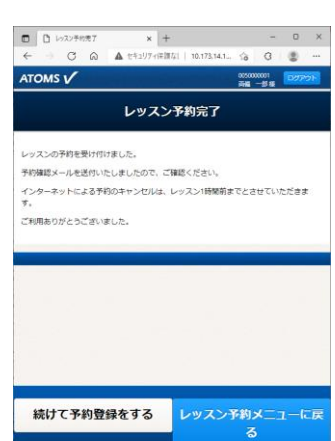 レッスン予約完了
セキュリティ保護なし | 10.173.14.1...
ATOMS V
0050000001
一郎 様
ログアウト
レッスン予約完了
レッスンの予約を受け付けました。
予約確認メールを送付いたしましたので、ご確認ください。
インターネットによる予約のキャンセルは、レッスン1時間前までとさせていただきま
す。
ご利用ありがとうございました。
続けて予約登録をする
レッスン予約メニューに戻
る